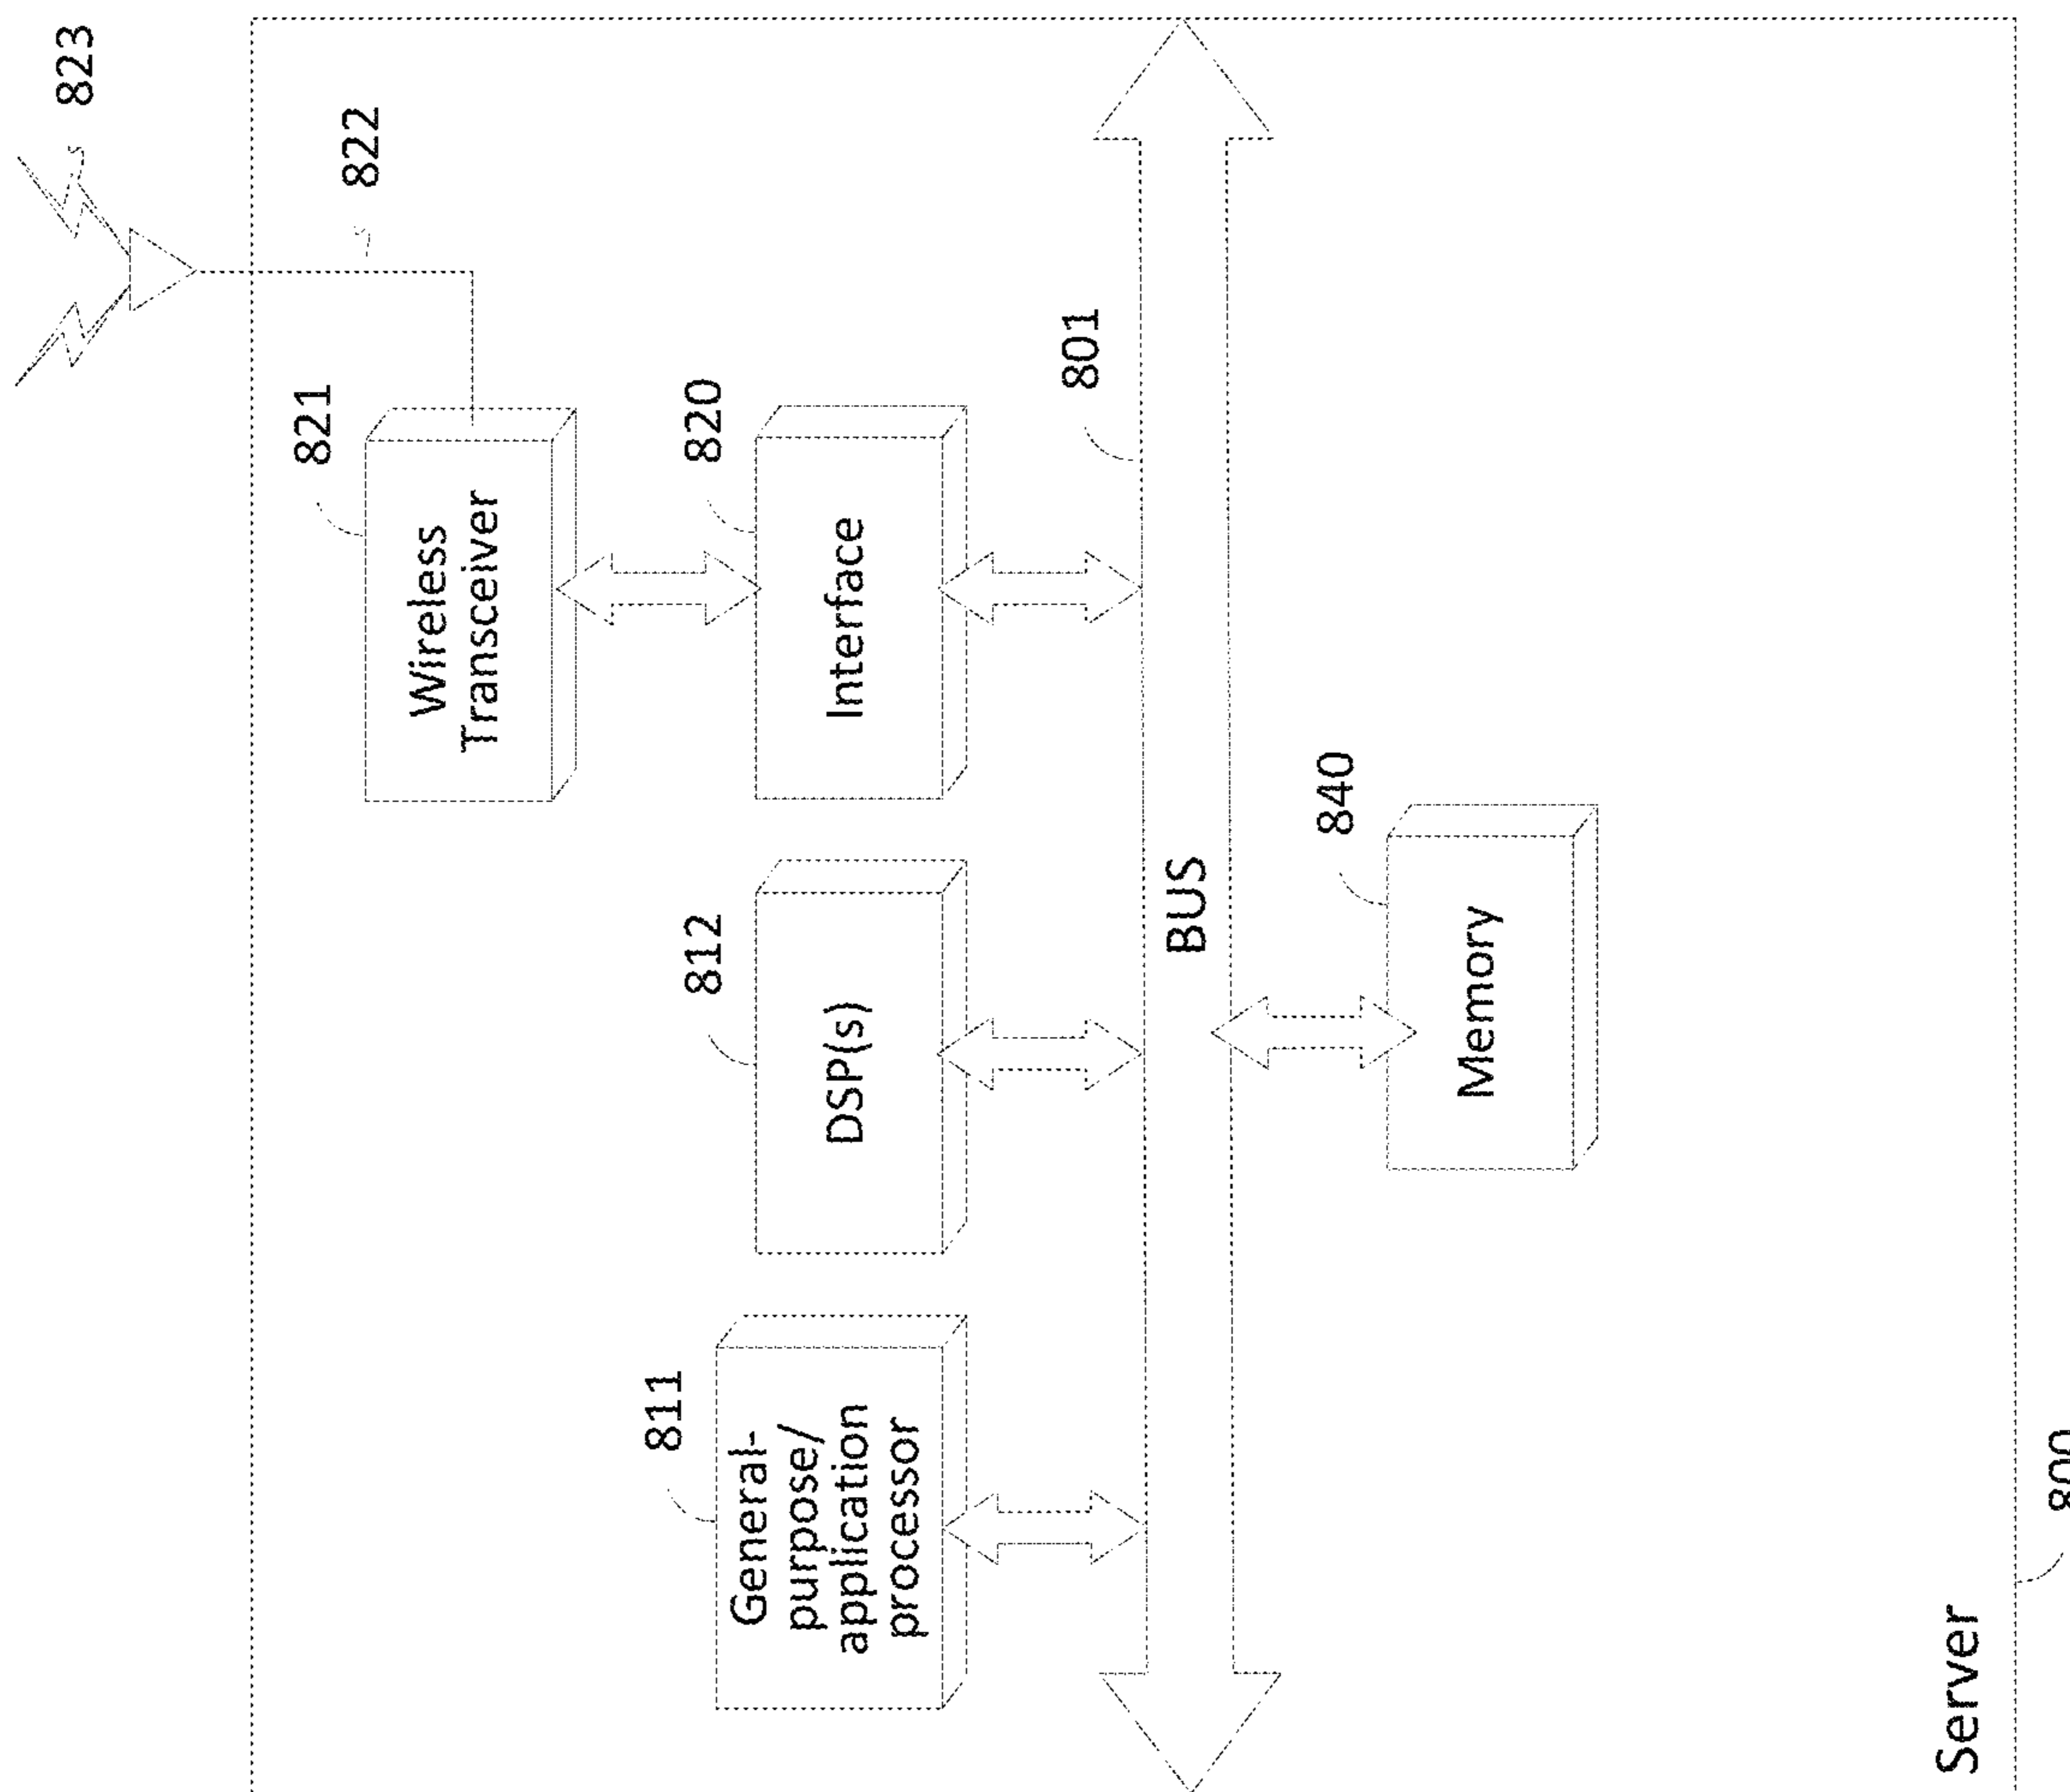 823
822
821
Wireless
Transceiver
811
General-
purpose/
application
processor
812
DSP(s)
820
Interface
801
BUS
840
Memory
Server
800